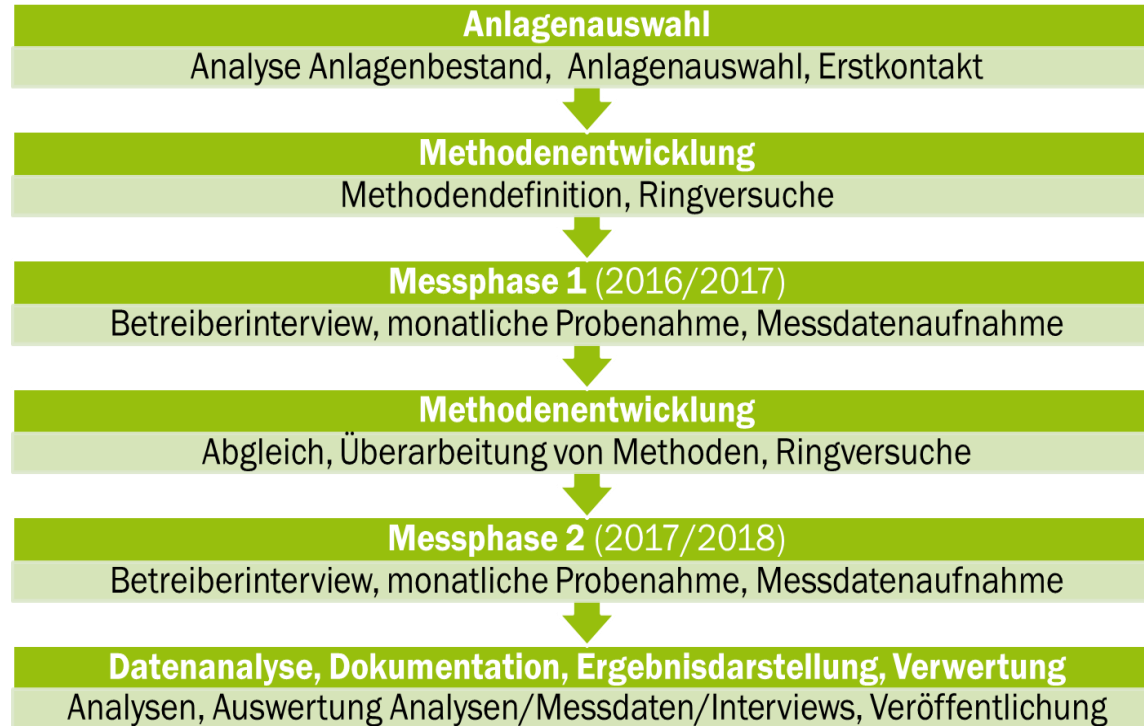 Anlagenauswahl
Analyse Anlagenbestand, Anlagenauswahl, Erstkontakt
Methodenentwicklung
Methodendefinition, Ringversuche
Messphase 1 (2016/2017)
Betreiberinterview, monatliche Probenahme, Messdatenaufnahme
Methodenentwicklung
Abgleich, Überarbeitung von Methoden, Ringversuche
Messphase 2 (2017/2018)
Betreiberinterview, monatliche Probenahme, Messdatenaufnahme
Datenanalyse, Dokumentation, Ergebnisdarstellung, Verwertung
Analysen, Auswertung Analysen/Messdaten/Interviews, Veröffentlichung